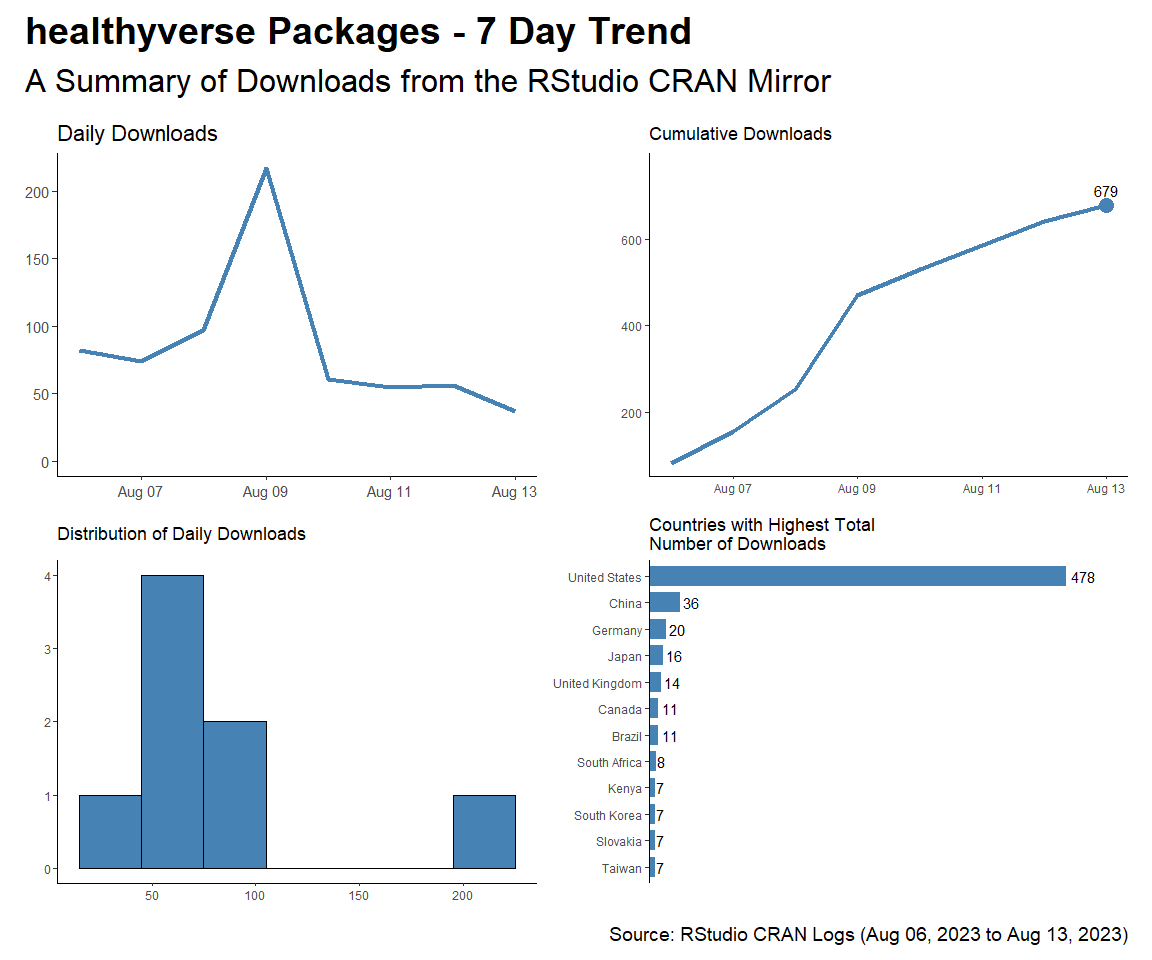 healthyverse Packages - 7 Day Trend
A Summary of Downloads from the RStudio CRAN Mirror
Daily Downloads
200
150
100
50
0
Aug 07 Aug 09 Aug 11 Aug 13
Cumulative Downloads
679
600
400
200
Aug 07 Aug 09 Aug 11 Aug 13
Distribution of Daily Downloads
4
3
2
1
0
50 100 150 200
Countries with Highest Total
Number of Downloads
United States 478
China 36
Germany 20
Japan 16
United Kingdom 14
Canada 11
Brazil 11
South Africa 8
Kenya 7
South Korea 7
Slovakia 7
Taiwan 7
Source: RStudio CRAN Logs (Aug 06, 2023 to Aug 13, 2023)